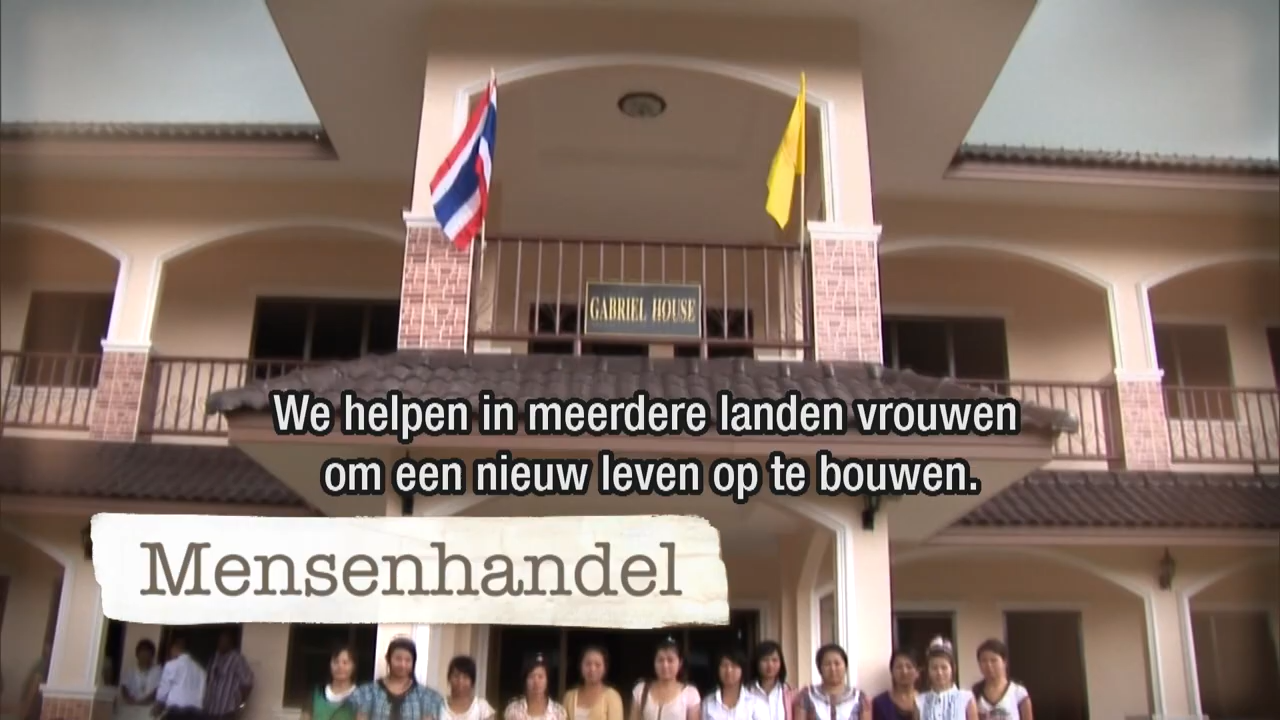 GABRIEL HOUSE
We helpen in meerdere landen vrouwen
om een nieuw leven op te bouwen.
Mensenhandel